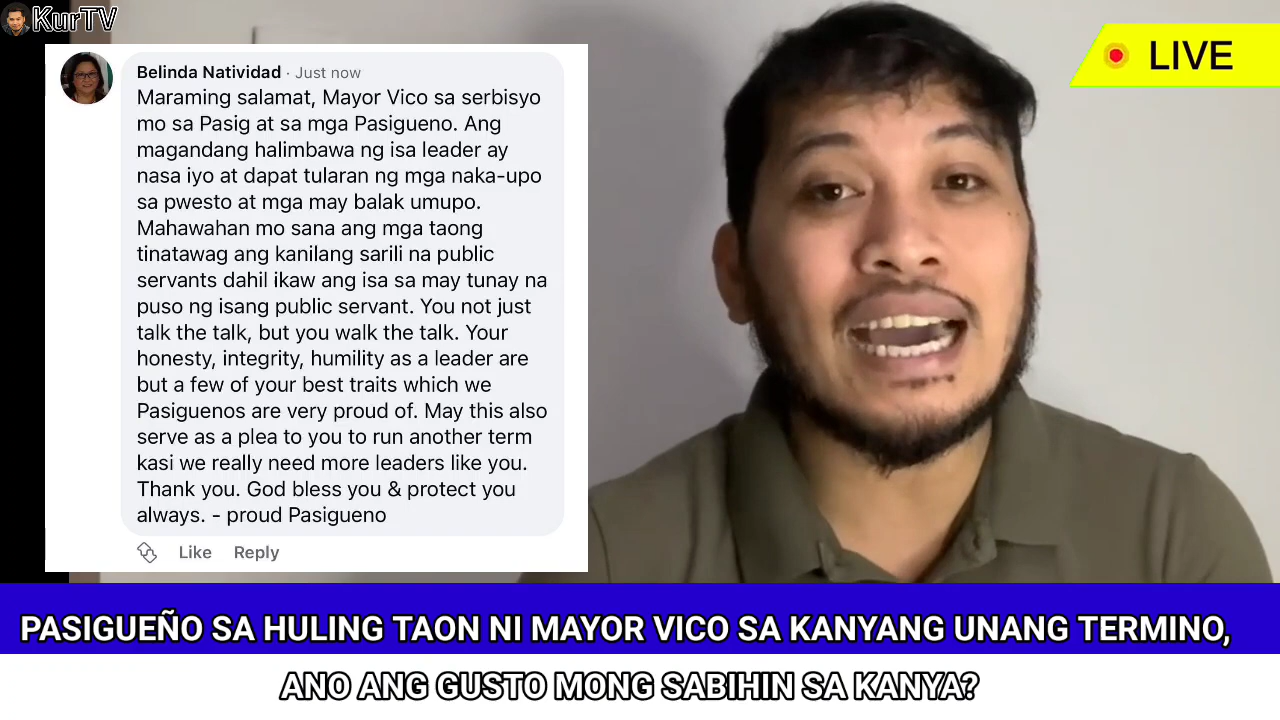 KurTV
LIVE
Belinda Natividad · Just now
Maraming salamat, Mayor Vico sa serbisyo
mo sa Pasig at sa mga Pasigueno. Ang
magandang halimbawa ng isa leader ay
nasa iyo at dapat tularan ng mga naka-upo
sa pwesto at mga may balak umupo.
Mahawahan mo sana ang mga taong
tinatawag ang kanilang sarili na public
servants dahil ikaw ang isa sa may tunay na
puso ng isang public servant. You not just
talk the talk, but you walk the talk. Your
honesty, integrity, humility as a leader are
but a few of your best traits which we
Pasiguenos are very proud of. May this also
serve as a plea to you to run another term
kasi we really need more leaders like you.
Thank you. God bless you & protect you
always. - proud Pasigueno
Like Reply
PASIGUEÑO SA HULING TAON NI MAYOR VICO SA KANYANG UNANG TERMINO,
ANO ANG GUSTO MONG SABIHIN SA KANYA?